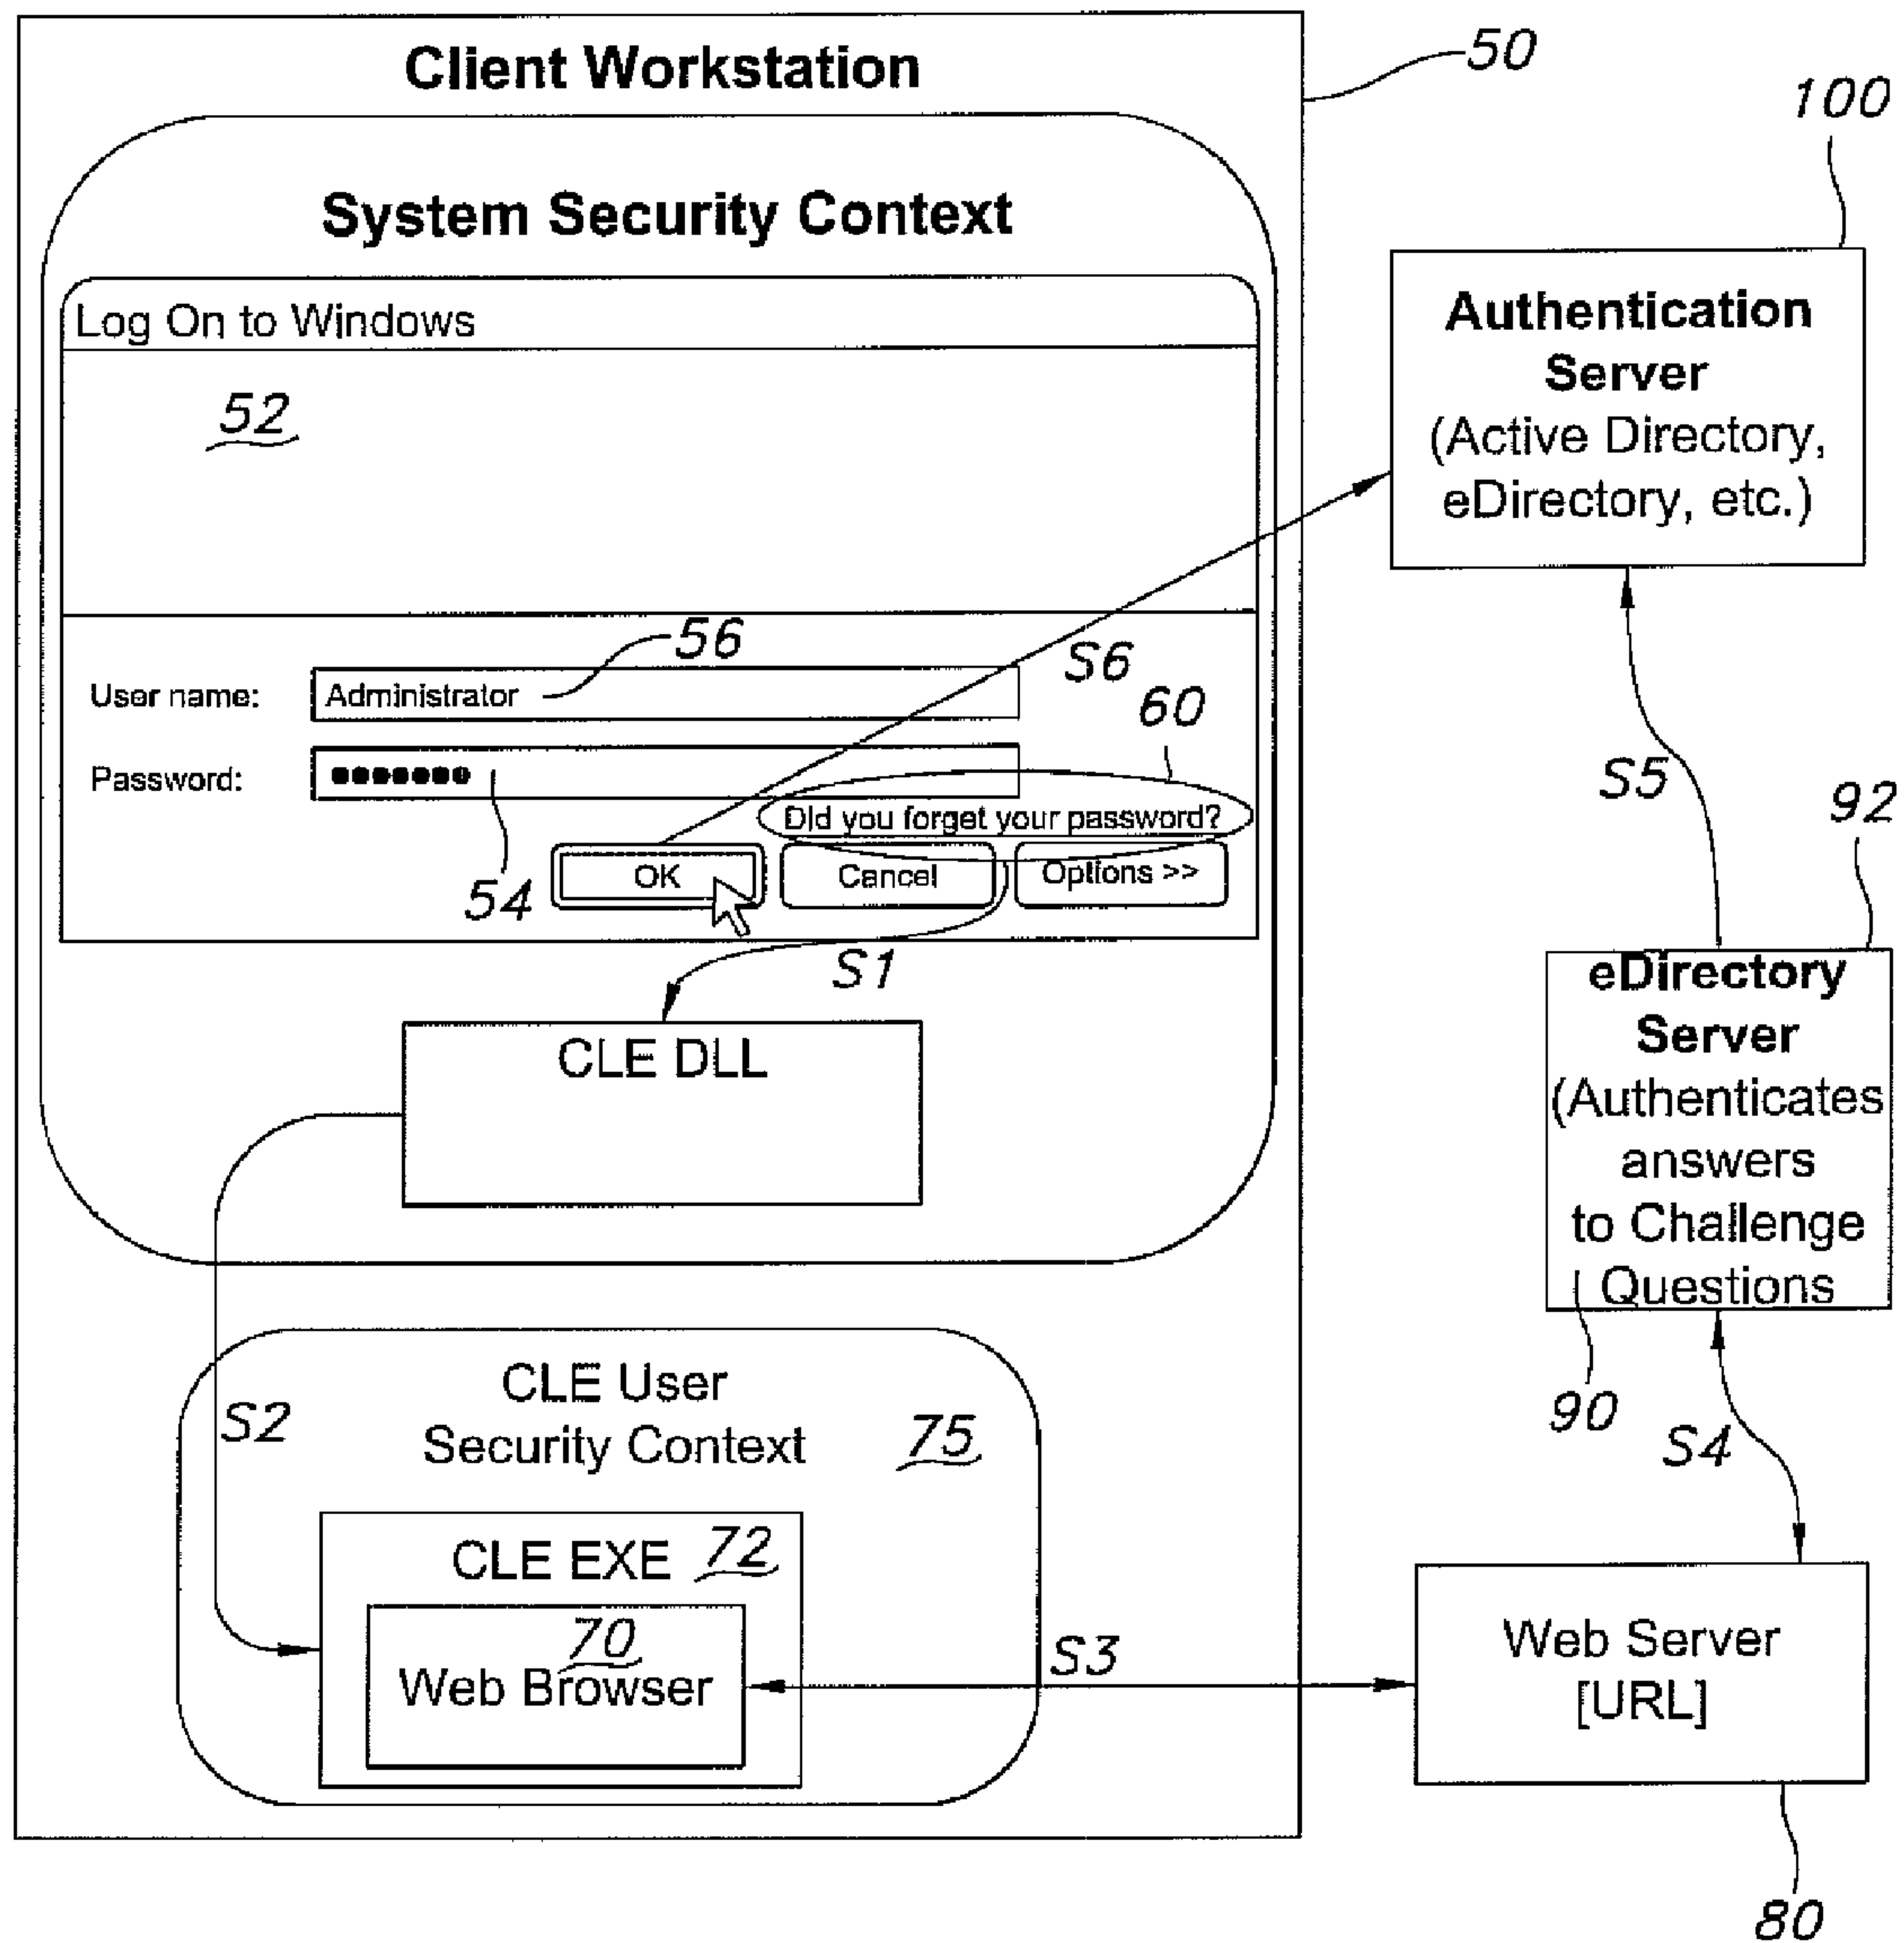 Client Workstation
50
100
System Security Context
Log On to Windows
52
Authentication
Server
(Active Directory,
eDirectory, etc.)
56
S6
60
User name:
Administrator
Password:
●●●●●●●
Did you forget your password?
54
OK
Cancel
Options >>
S1
S5
92
CLE DLL
eDirectory
Server
(Authenticates
answers
to Challenge
Questions
90
S4
S2
CLE User
Security Context
75
CLE EXE
72
70
Web Browser
S3
Web Server
[URL]
80